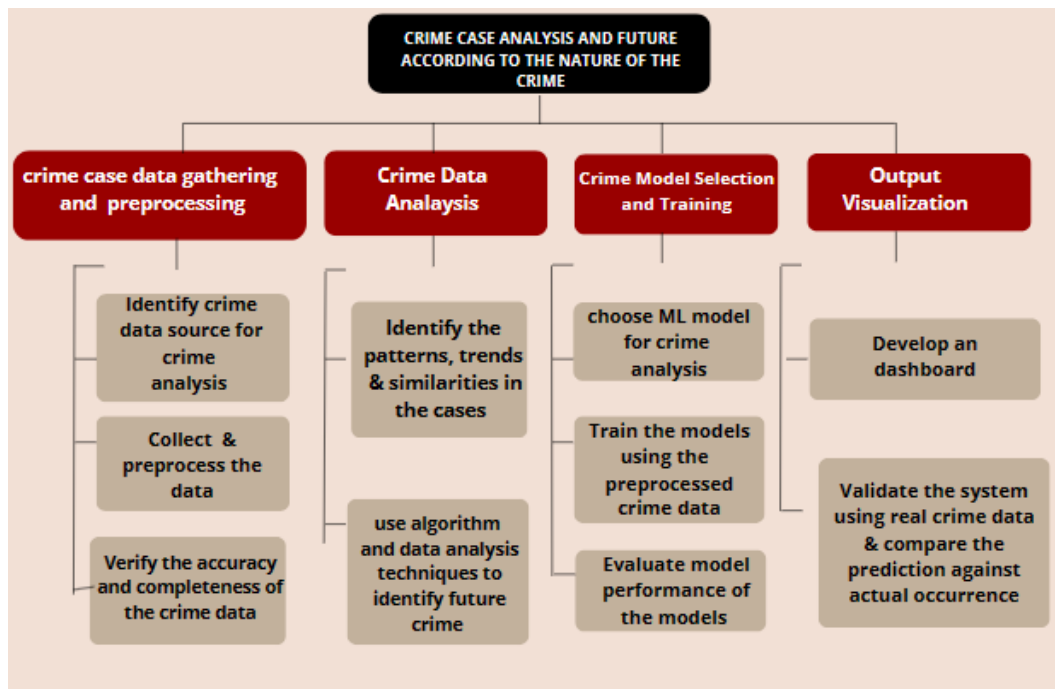 CRIME CASE ANALYSIS AND FUTURE
ACCORDING TO THE NATURE OF THE
CRIME
crime case data gathering
and preprocessing
Identify crime
data source for
crime
analysis
Collect &
preprocess the
data
Verify the accuracy
and completeness of
the crime data
Crime Data
Analaysis
Identify the
patterns, trends
& similarities in
the cases
use algorithm
and data analysis
techniques to
identify future
crime
Crime Model Selection
and Training
choose ML model
for crime
analysis
Train the models
using the
preprocessed
crime data
Evaluate model
performance of
the models
Output
Visualization
Develop an
dashboard
Validate the system
using real crime data
& compare the
prediction against
actual occurrence